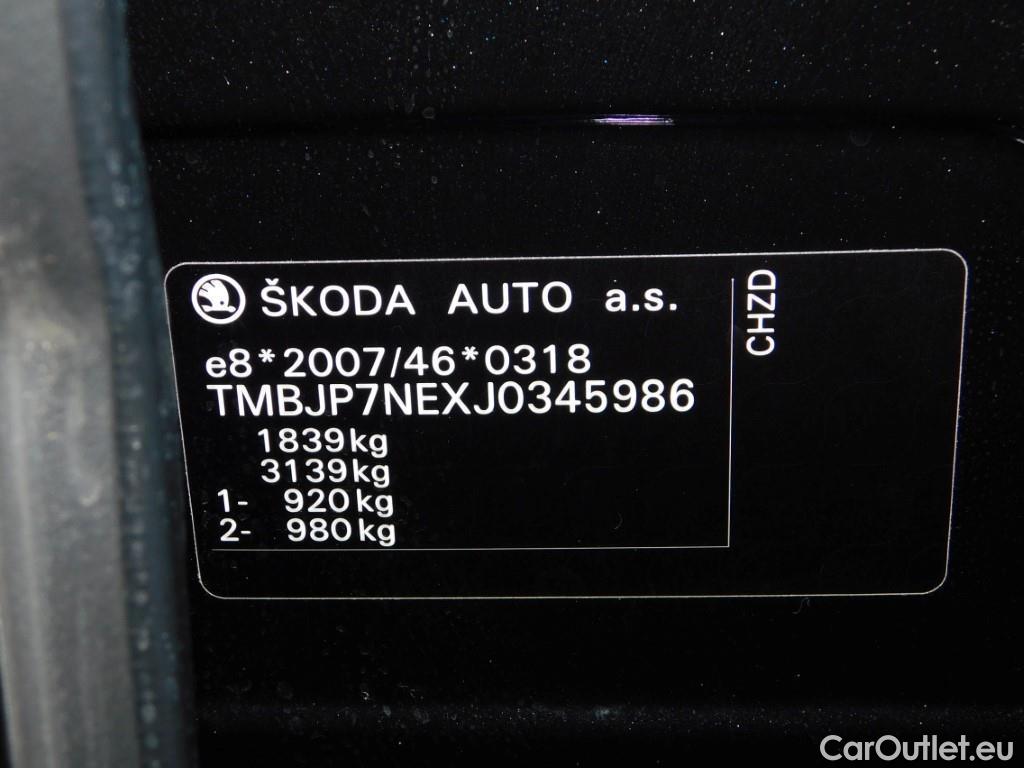 ŠKODA AUTO a.s.
CHZD
e8*2007/46*0318
TMBJP7NEXJ0345986
1839kg
3139kg
1- 920kg
2- 980kg
CarOutlet.eu